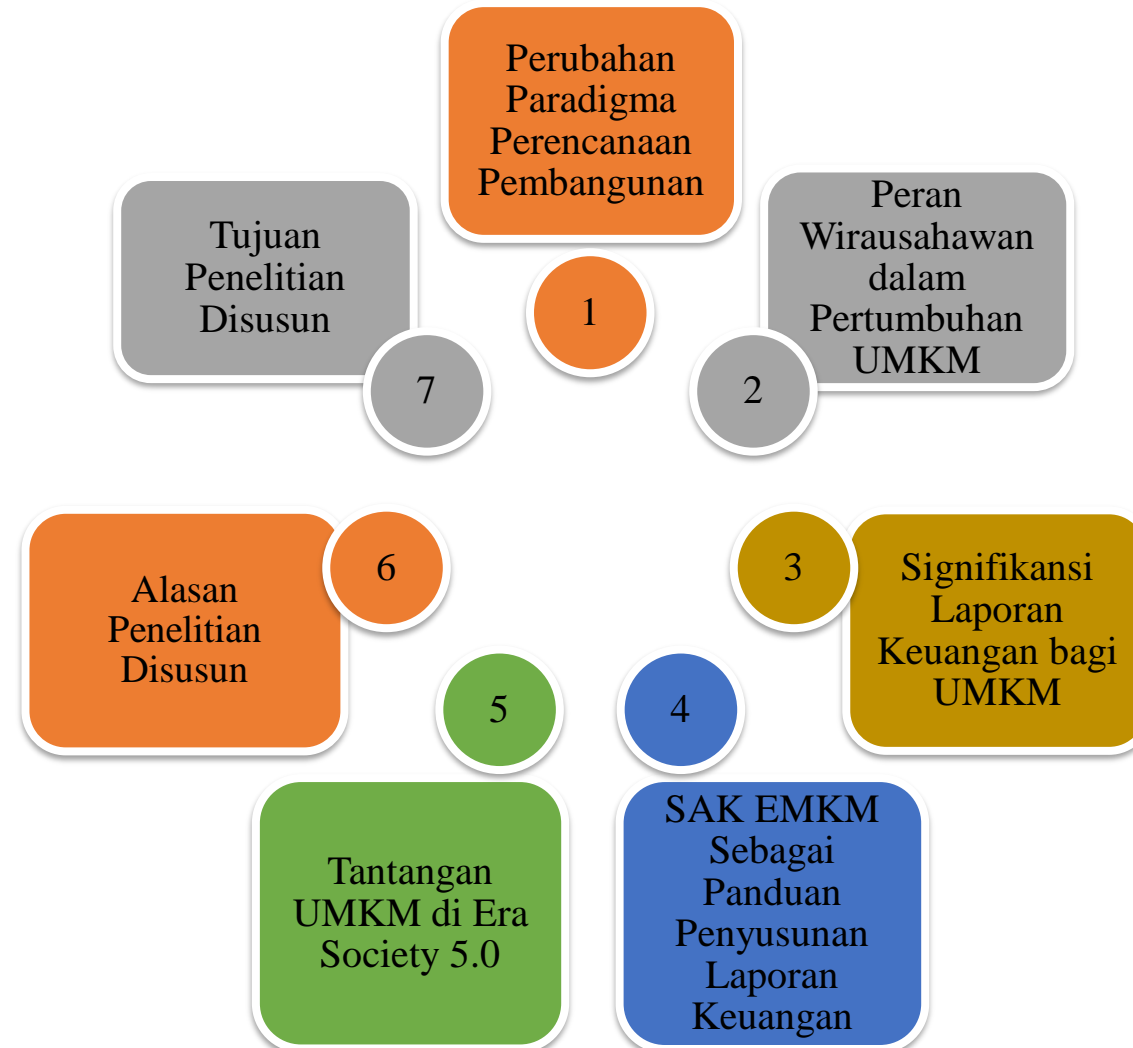 Perubahan
Paradigma
Perencanaan
Pembangunan
1
Peran
Wirausahawan
dalam
Pertumbuhan
UMKM
2
Signifikansi
Laporan
Keuangan bagi
UMKM
3
SAK EMKM
Sebagai
Panduan
Penyusunan
Laporan
Keuangan
4
Tantangan
UMKM di Era
Society 5.0
5
Alasan
Penelitian
Disusun
6
Tujuan
Penelitian
Disusun
7